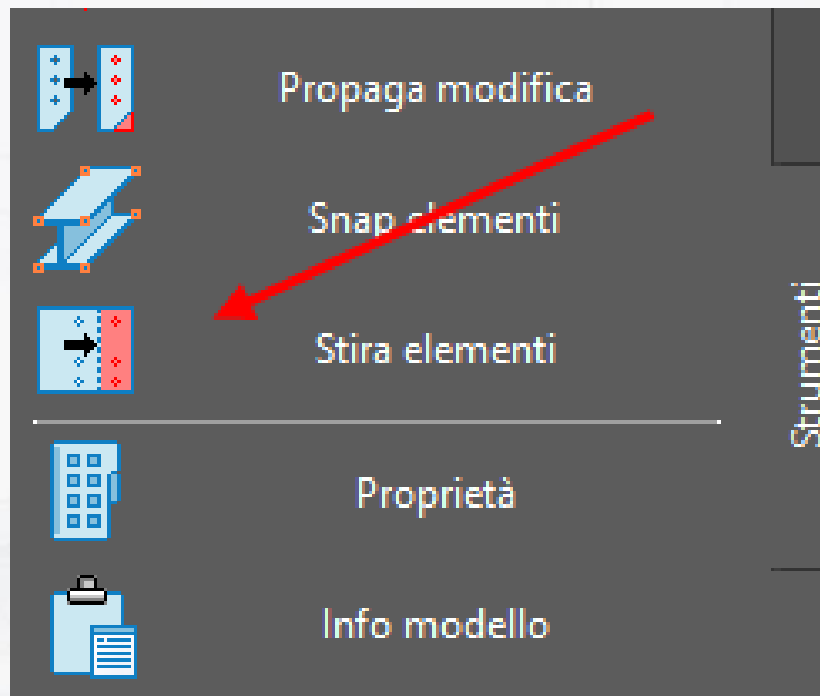 Propaga modifica
Snap elementi
Stira elementi
Proprietà
Info modello
Strumenti